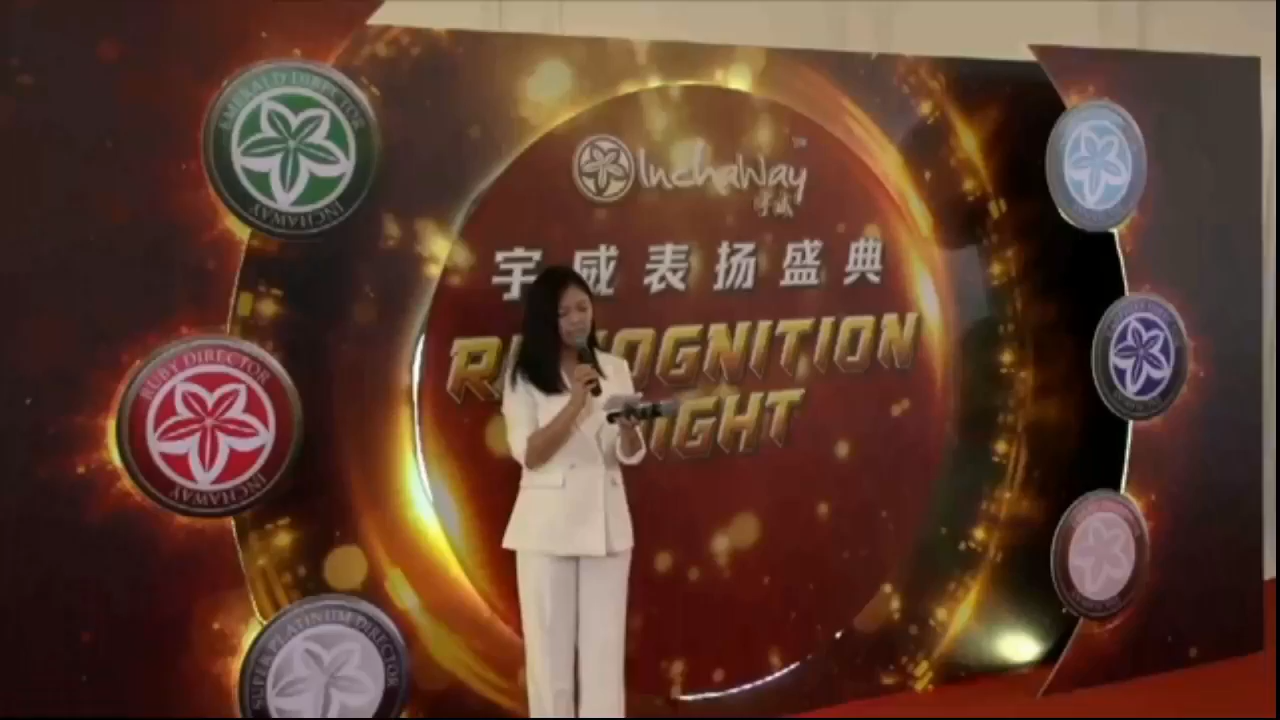 EMERALD DIRECTOR
INCHAWAY
InchaWay
TM
宇威
宇威表扬盛典
RECOGNITION
NIGHT
RUBY DIRECTOR
INCHAWAY
SUPER PLATINUM DIRECTOR